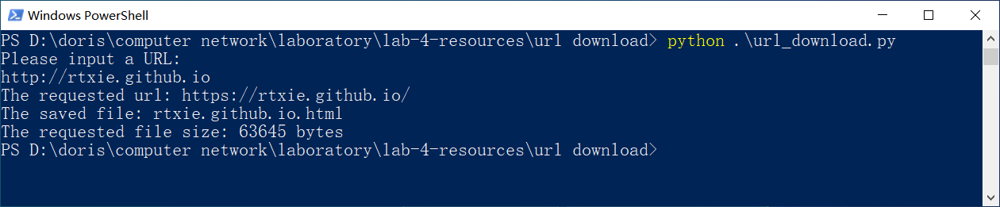 Windows PowerShell
PS D:\doris\computer network\laboratory\lab-4-resources\url download> python .\url_download.py
Please input a URL:
http://rtxie.github.io
The requested url: https://rtxie.github.io/
The saved file: rtxie.github.io.html
The requested file size: 63645 bytes
PS D:\doris\computer network\laboratory\lab-4-resources\url download>